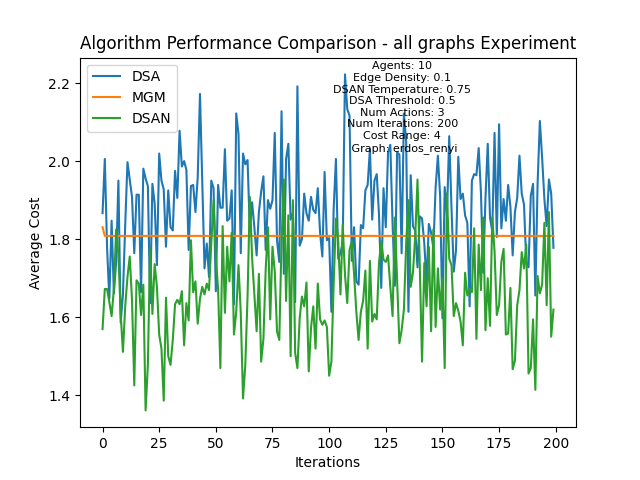 Algorithm Performance Comparison - all graphs Experiment
DSA
MGM
DSAN
Agents: 10
Edge Density: 0.1
DSAN Temperature: 0.75
DSA Threshold: 0.5
Num Actions: 3
Num Iterations: 200
Cost Range: 4
Graph: erdos_renyi
2.2
2.0
1.8
1.6
1.4
Average Cost
0 25 50 75 100 125 150 175 200
Iterations